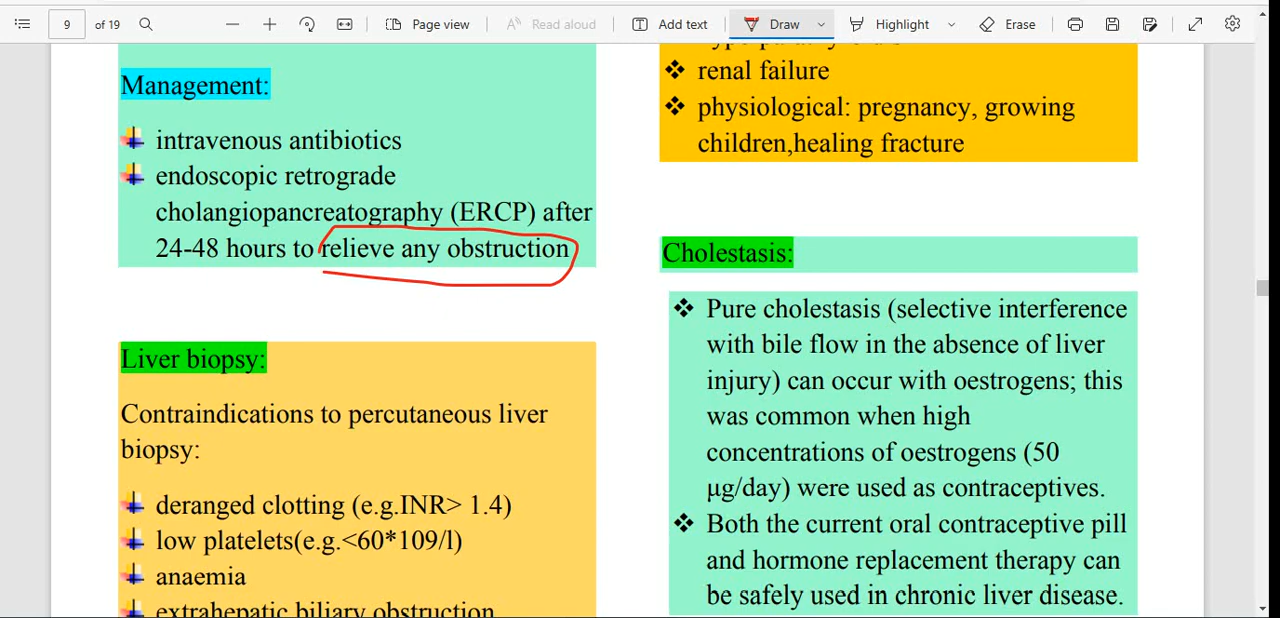 9 of 19
Page view
Read aloud
Add text
Draw
Highlight
Erase
Management:
intravenous antibiotics
endoscopic retrograde
cholangiopancreatography (ERCP) after
24-48 hours to relieve any obstruction
Liver biopsy:
Contraindications to percutaneous liver
biopsy:
deranged clotting (e.g.INR> 1.4)
low platelets(e.g.<60*109/l)
anaemia
extrahepatic biliary obstruction
renal failure
physiological: pregnancy, growing
children,healing fracture
Cholestasis:
Pure cholestasis (selective interference
with bile flow in the absence of liver
injury) can occur with oestrogens; this
was common when high
concentrations of oestrogens (50
μg/day) were used as contraceptives.
Both the current oral contraceptive pill
and hormone replacement therapy can
be safely used in chronic liver disease.